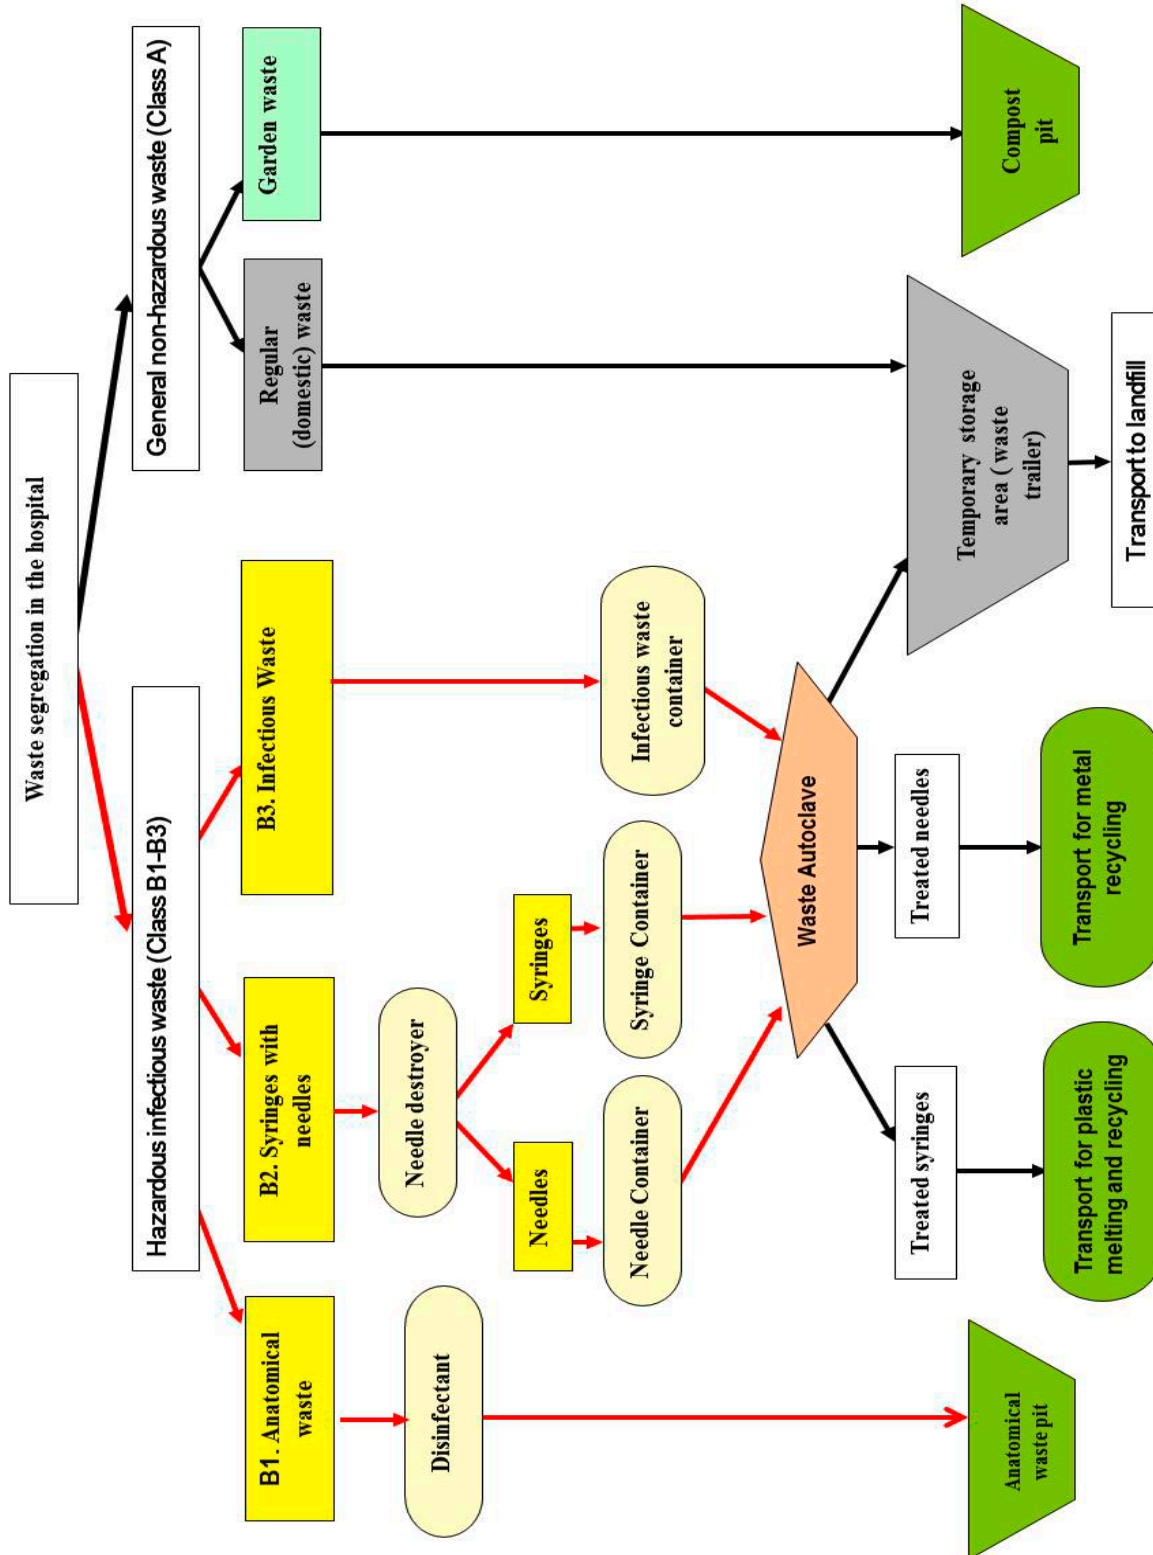 Waste segregation in the hospital
Hazardous infectious waste (Class B1-B3)
General non-hazardous waste (Class A)
B1. Anatomical
waste
B2. Syringes with
needles
B3. Infectious Waste
Regular
(domestic) waste
Garden waste
Disinfectant
Needle destroyer
Needles
Syringes
Needle Container
Syringe Container
Infectious waste
container
Waste Autoclave
Treated syringes
Treated needles
Temporary storage
area ( waste
trailer)
Compost
pit
Anatomical
waste pit
Transport for plastic
melting and recycling
Transport for metal
recycling
Transport to landfill